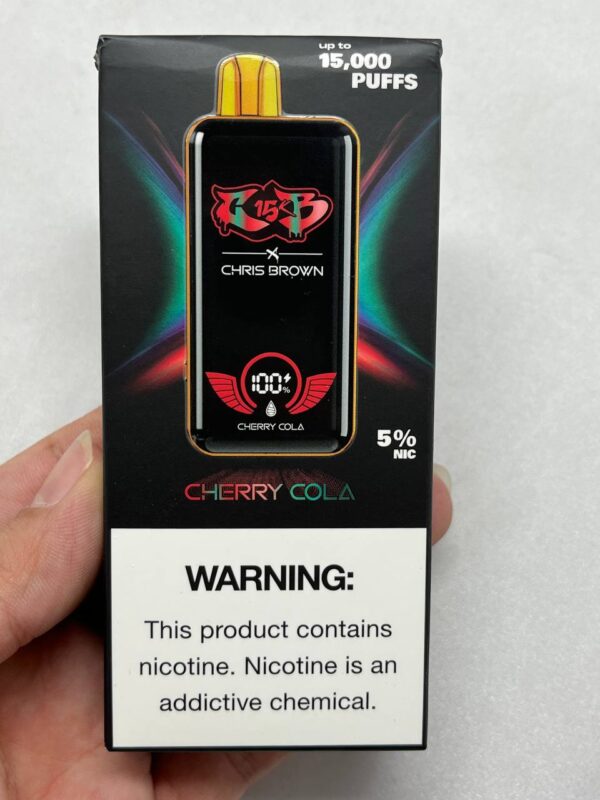 up to
15,000
PUFFS
C 15K B
X
CHRIS BROWN
100%
CHERRY COLA
5%
NIC
CHERRY COLA
WARNING:
This product contains
nicotine. Nicotine is an
addictive chemical.